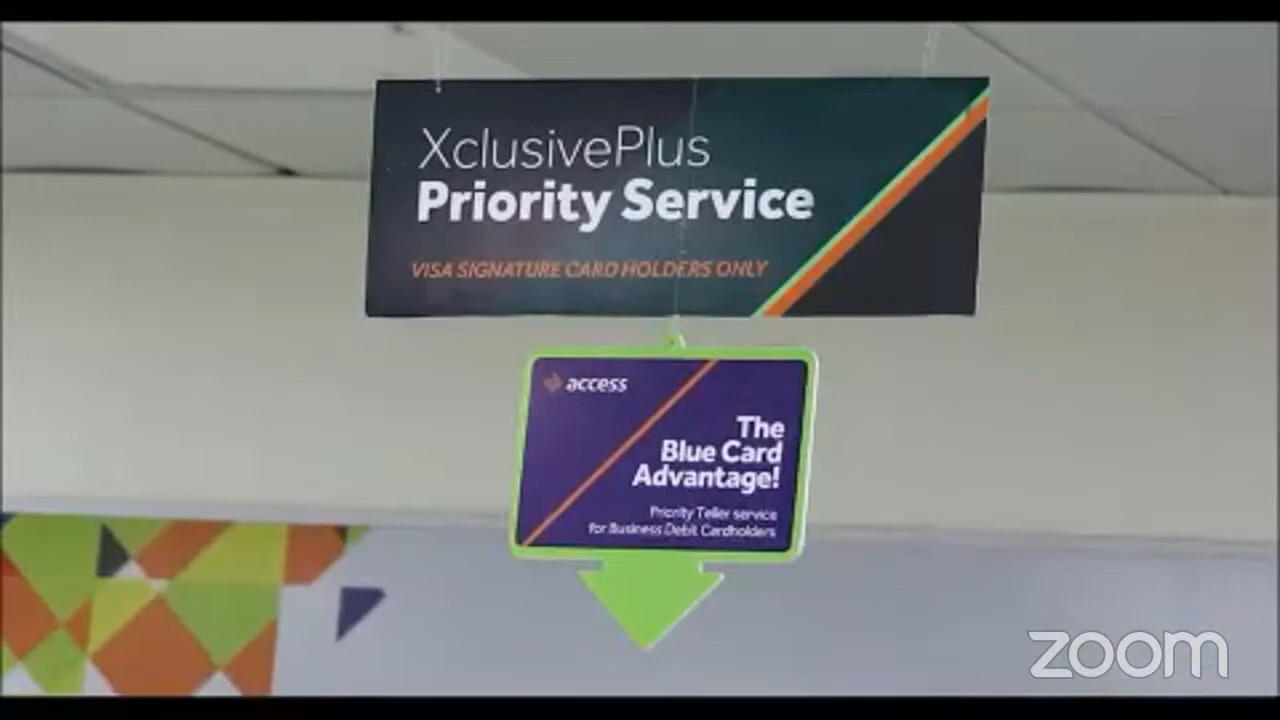 XclusivePlus
Priority Service
VISA SIGNATURE CARD HOLDERS ONLY
access
The
Blue Card
Advantage!
Priority Teller service
for Business Debit Cardholders
zoom